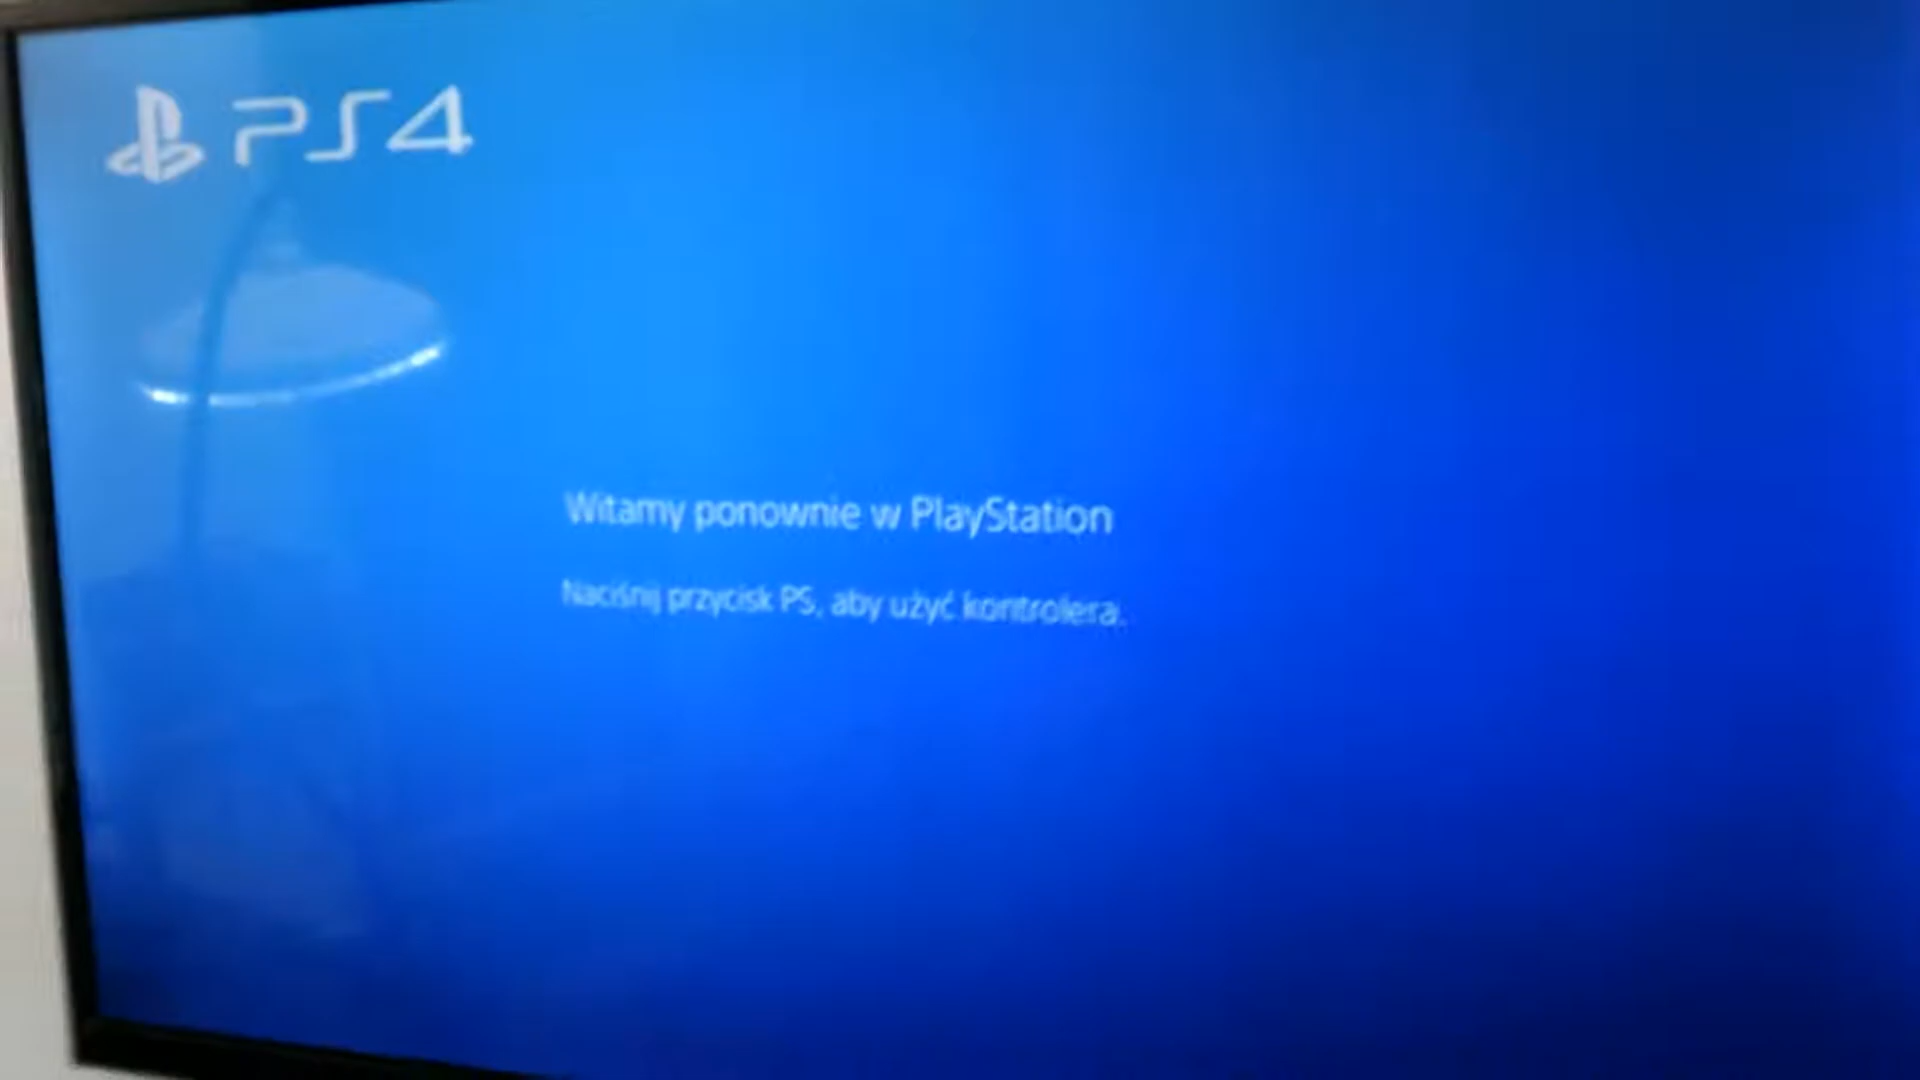 PS4
Witamy ponownie w PlayStation
Naciśnij przycisk PS, aby użyć kontrolera.